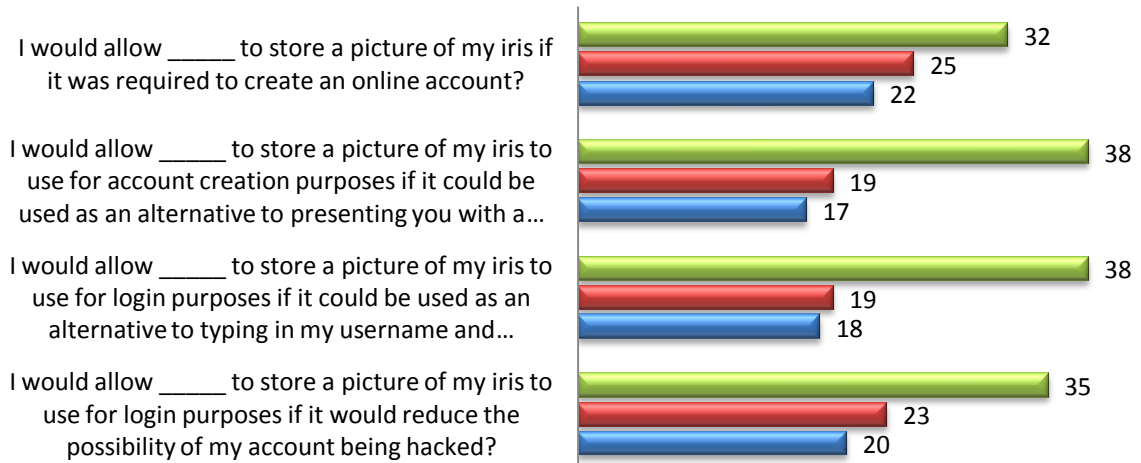 I would allow _____ to store a picture of my iris if
it was required to create an online account?
32
25
22
I would allow _____ to store a picture of my iris to
use for account creation purposes if it could be
used as an alternative to presenting you with a…
38
19
17
I would allow _____ to store a picture of my iris to
use for login purposes if it could be used as an
alternative to typing in my username and…
38
19
18
I would allow _____ to store a picture of my iris to
use for login purposes if it would reduce the
possibility of my account being hacked?
35
23
20